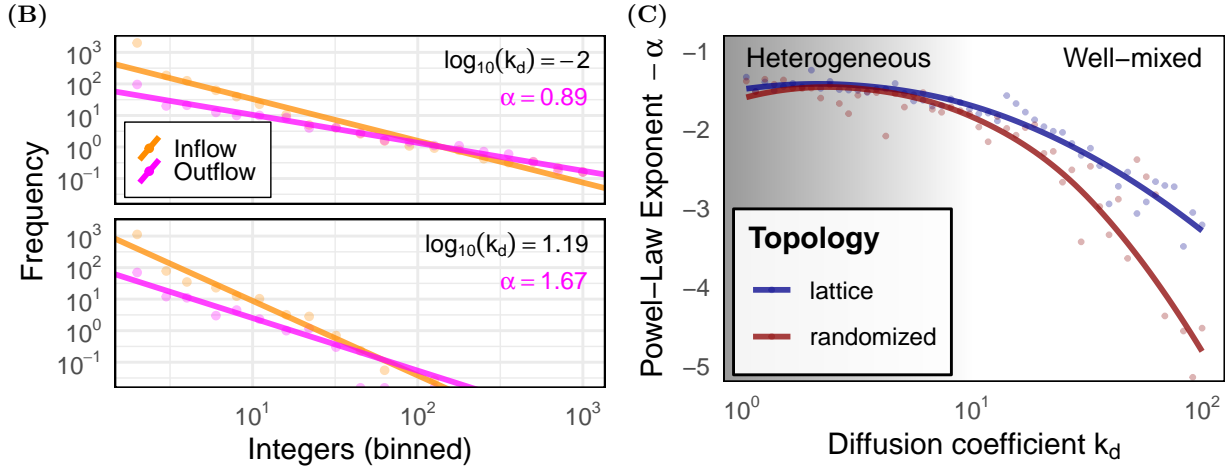 (B)
Frequency
10^3
10^2
10^1
10^0
10^-1
log10(kd) = −2
α = 0.89
Inflow
Outflow
10^3
10^2
10^1
10^0
10^-1
log10(kd) = 1.19
α = 1.67
10^1
10^2
10^3
Integers (binned)
(C)
Powel−Law Exponent −α
−1
−2
−3
−4
−5
Heterogeneous
Well−mixed
Topology
lattice
randomized
10^0
10^1
10^2
Diffusion coefficient kd